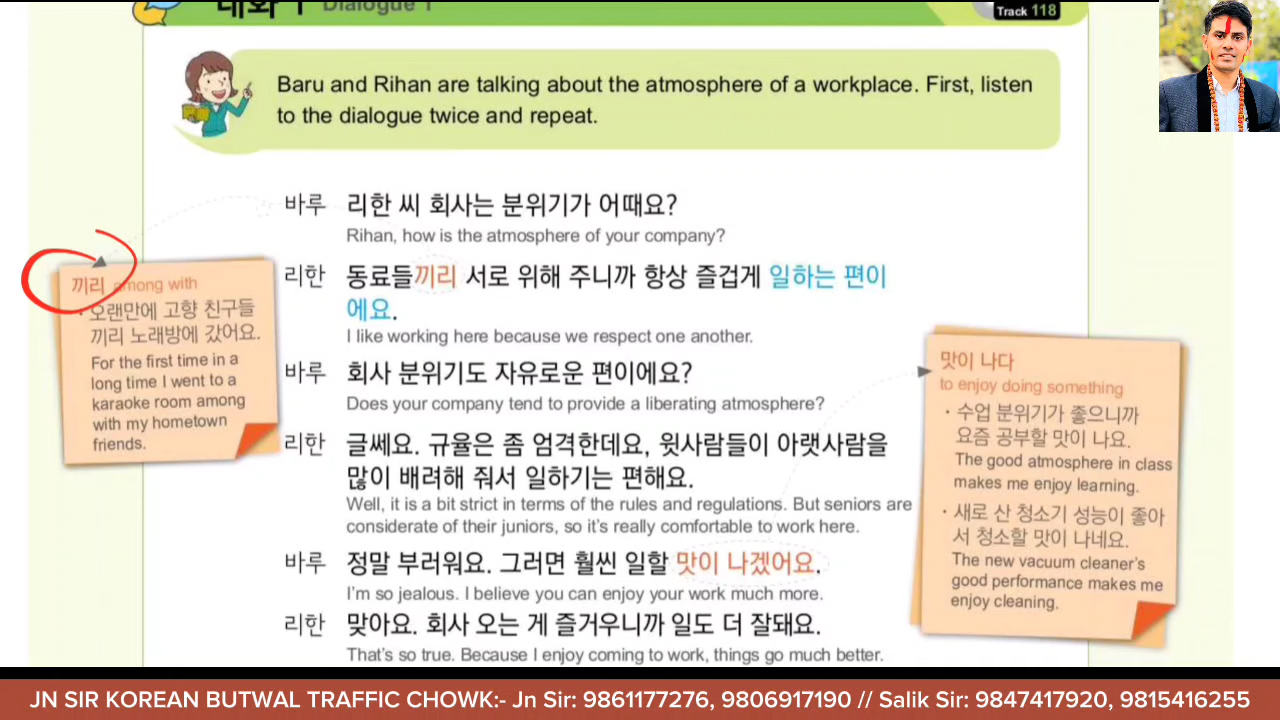 대화 1 Dialogue 1
Track 118
Baru and Rihan are talking about the atmosphere of a workplace. First, listen
to the dialogue twice and repeat.
바루 리한 씨 회사는 분위기가 어때요?
Rihan, how is the atmosphere of your company?
리한 동료들끼리 서로 위해 주니까 항상 즐겁게 일하는 편이
에요.
I like working here because we respect one another.
바루 회사 분위기도 자유로운 편이에요?
Does your company tend to provide a liberating atmosphere?
리한 글쎄요. 규율은 좀 엄격한데요, 윗사람들이 아랫사람을
많이 배려해 줘서 일하기는 편해요.
Well, it is a bit strict in terms of the rules and regulations. But seniors are
considerate of their juniors, so it's really comfortable to work here.
바루 정말 부러워요. 그러면 훨씬 일할 맛이 나겠어요.
I'm so jealous. I believe you can enjoy your work much more.
리한 맞아요. 회사 오는 게 즐거우니까 일도 더 잘돼요.
That's so true. Because I enjoy coming to work, things go much better.
끼리 among with
· 오랜만에 고향 친구들
끼리 노래방에 갔어요.
For the first time in a
long time I went to a
karaoke room among
with my hometown
friends.
맛이 나다
to enjoy doing something
· 수업 분위기가 좋으니까
요즘 공부할 맛이 나요.
The good atmosphere in class
makes me enjoy learning.
· 새로 산 청소기 성능이 좋아
서 청소할 맛이 나네요.
The new vacuum cleaner's
good performance makes me
enjoy cleaning.
JN SIR KOREAN BUTWAL TRAFFIC CHOWK:- Jn Sir: 9861177276, 9806917190 // Salik Sir: 9847417920, 9815416255